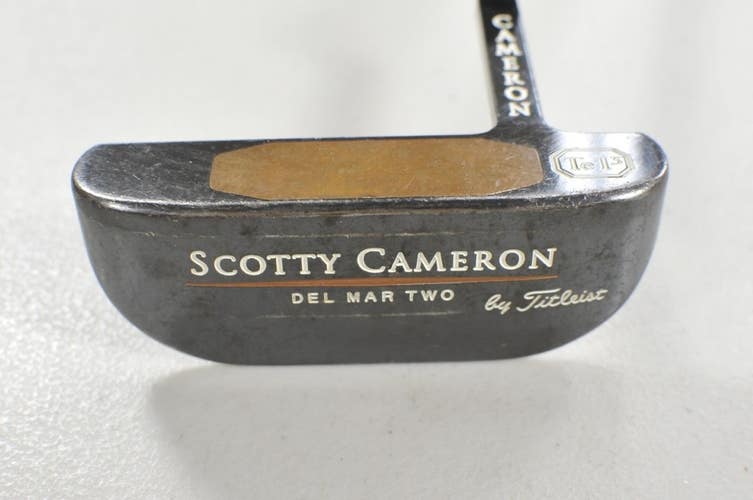 CAMERON
TeI³
SCOTTY CAMERON
DEL MAR TWO
by Titleist